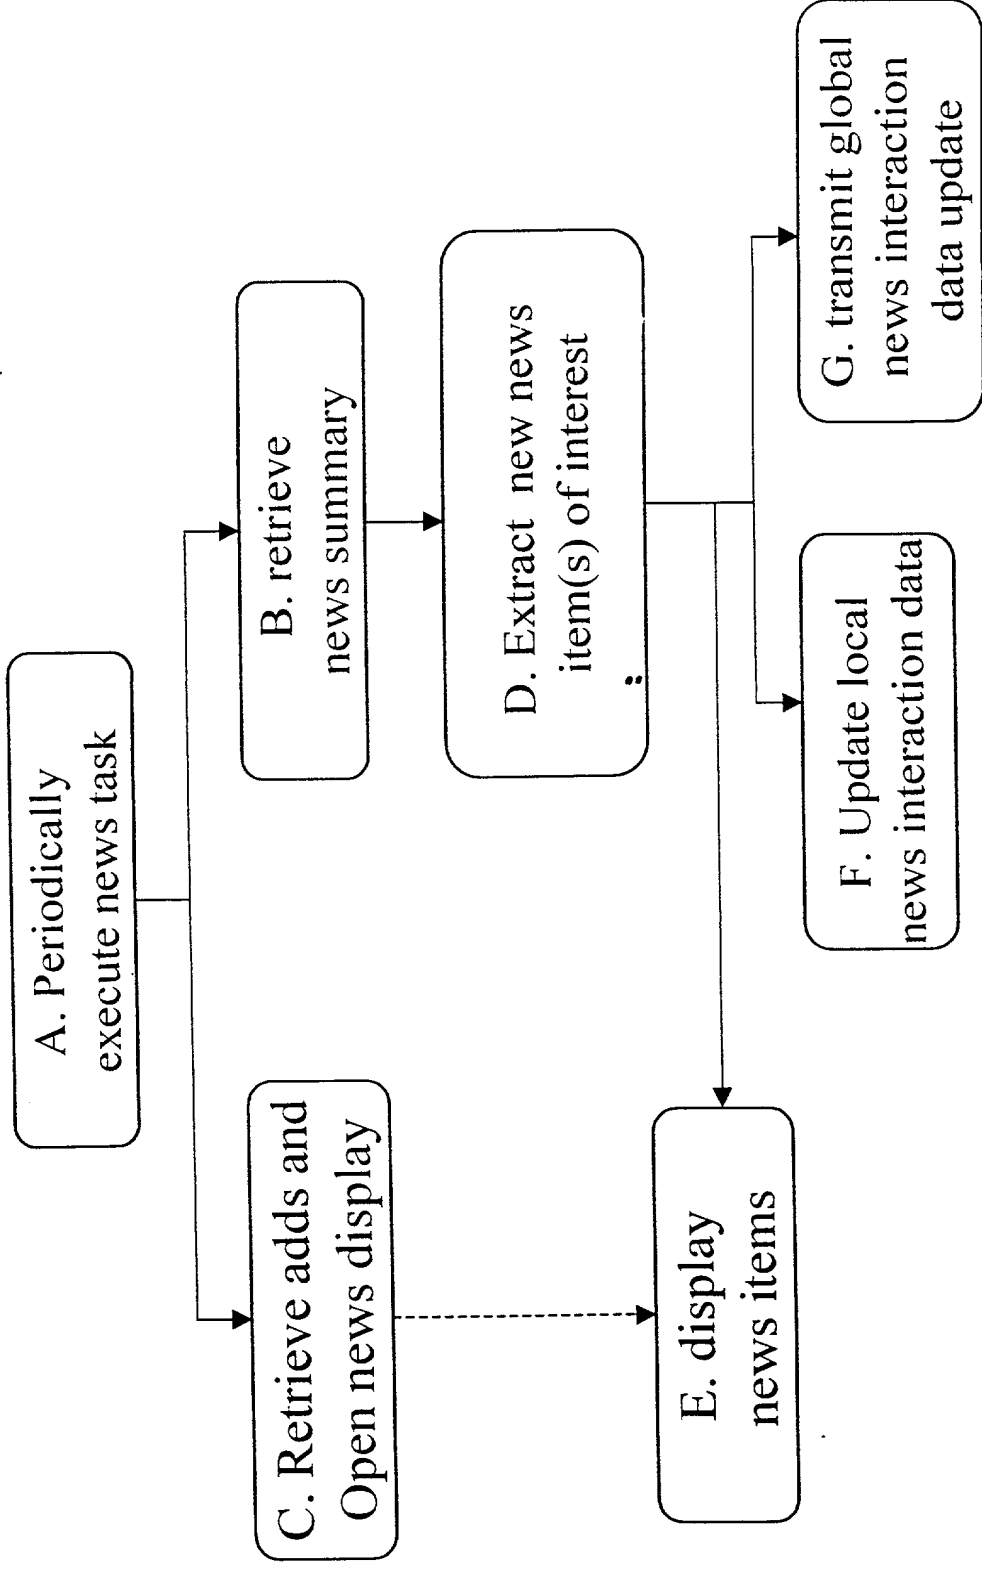 A. Periodically
execute news task
C. Retrieve adds and
Open news display
B. retrieve
news summary
D. Extract new news
item(s) of interest
E. display
news items
F. Update local
news interaction data
G. transmit global
news interaction
data update